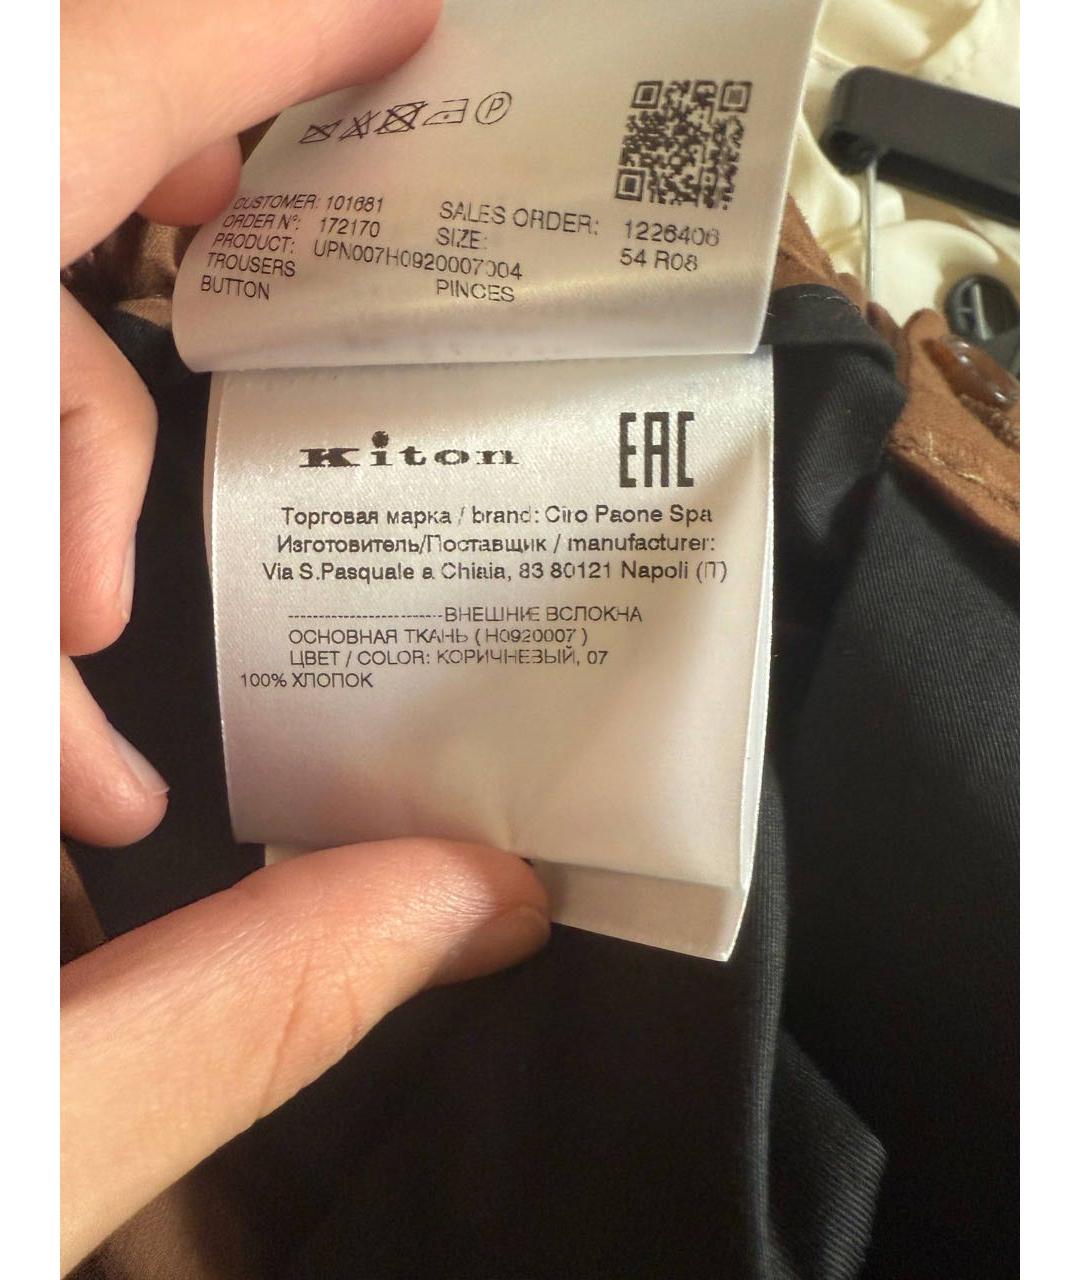 CUSTOMER: 101681
ORDER N°: 172170
PRODUCT: UPN007H0920007004
TROUSERS
BUTTON PINCES
SALES ORDER: 1226406
SIZE: 54 R08
Kiton EAC
Торговая марка / brand: Ciro Paone Spa
Изготовитель/Поставщик / manufacturer:
Via S.Pasquale a Chiaia, 83 80121 Napoli (IT)
-------------------------ВНЕШНИЕ ВОЛОКНА
ОСНОВНАЯ ТКАНЬ ( H0920007 )
ЦВЕТ / COLOR: КОРИЧНЕВЫЙ, 07
100% ХЛОПОК